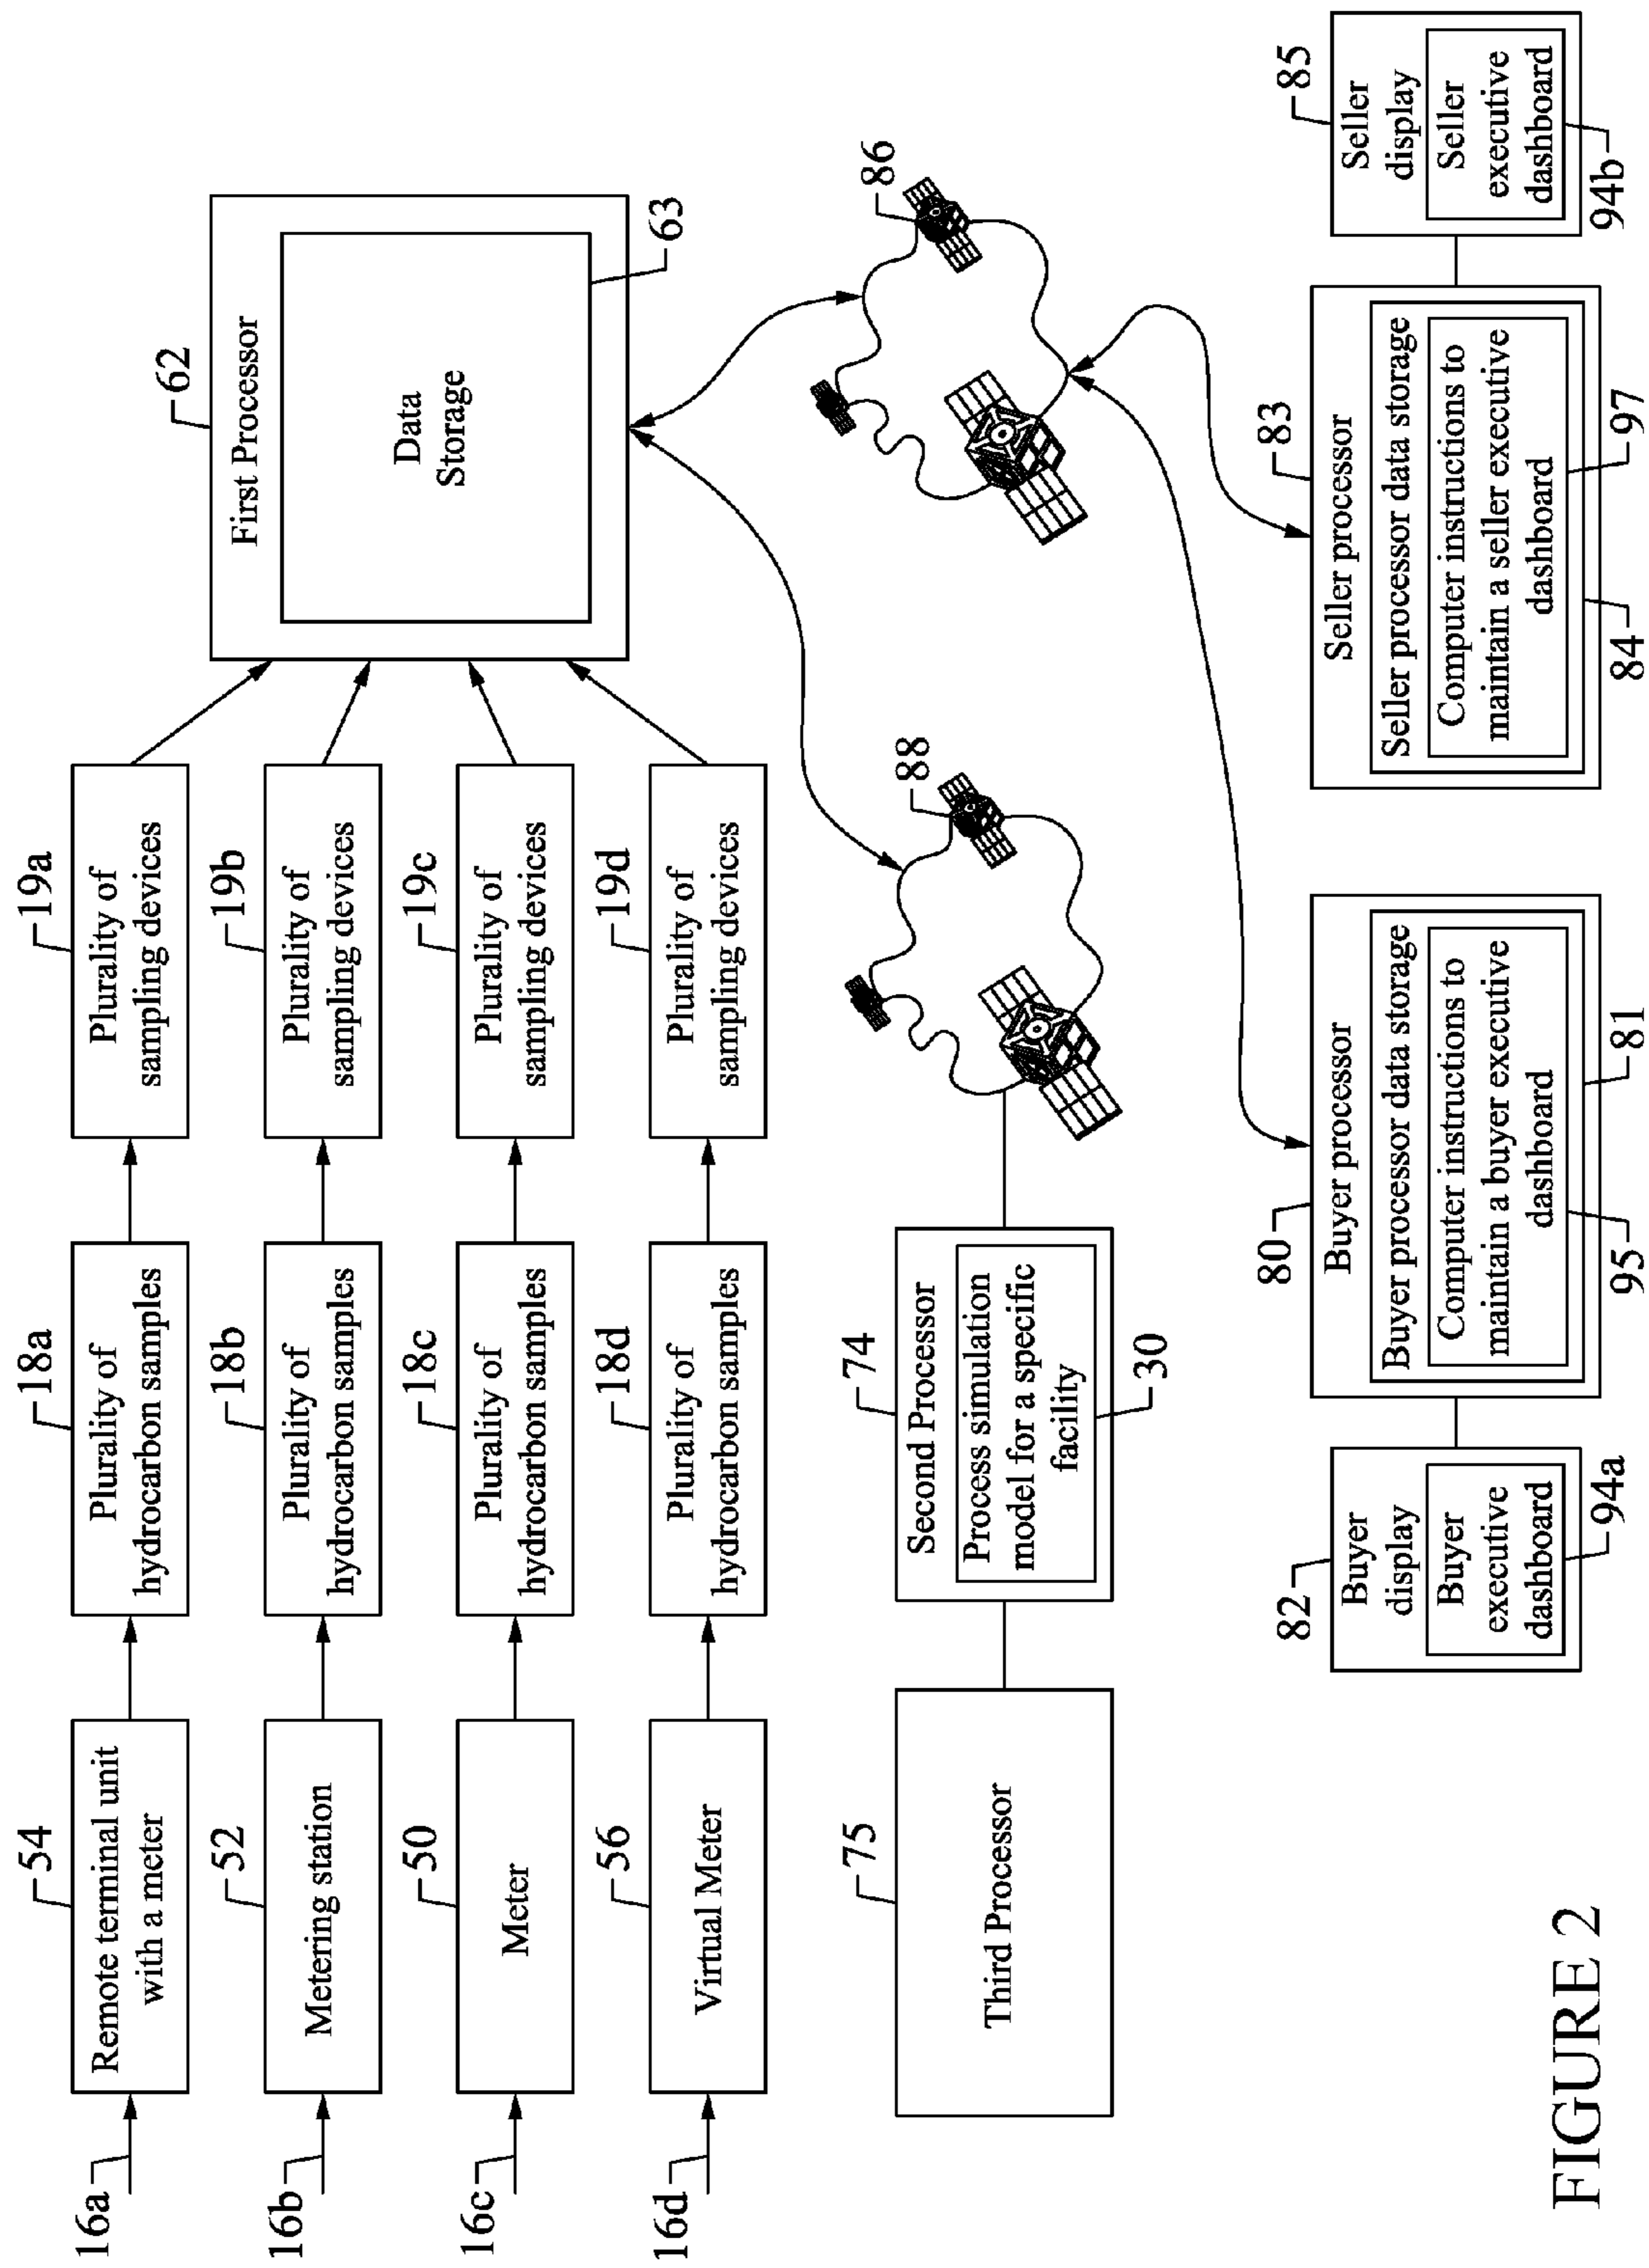 54
52
50
56
16a
Remote terminal unit
with a meter
18a
Plurality of
hydrocarbon samples
19a
Plurality of
sampling devices
16b
Metering station
18b
Plurality of
hydrocarbon samples
19b
Plurality of
sampling devices
16c
Meter
18c
Plurality of
hydrocarbon samples
19c
Plurality of
sampling devices
16d
Virtual Meter
18d
Plurality of
hydrocarbon samples
19d
Plurality of
sampling devices
62
First Processor
Data
Storage
63
75
Third Processor
74
Second Processor
Process simulation
model for a specific
facility
30
88
86
82
Buyer
display
Buyer
executive
dashboard
94a
80
Buyer processor
Buyer processor data storage
Computer instructions to
maintain a buyer executive
dashboard
95
81
83
Seller processor
Seller processor data storage
Computer instructions to
maintain a seller executive
dashboard
84
97
85
Seller
display
Seller
executive
dashboard
94b
FIGURE 2